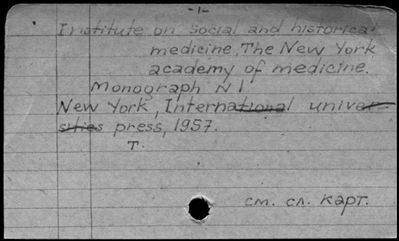 -1-
Institute on social and historical
medicine. The New York
academy of medicine.
Monograph N 1
New York, International univer-
sities press, 1957.
T.
см. сл. карт.